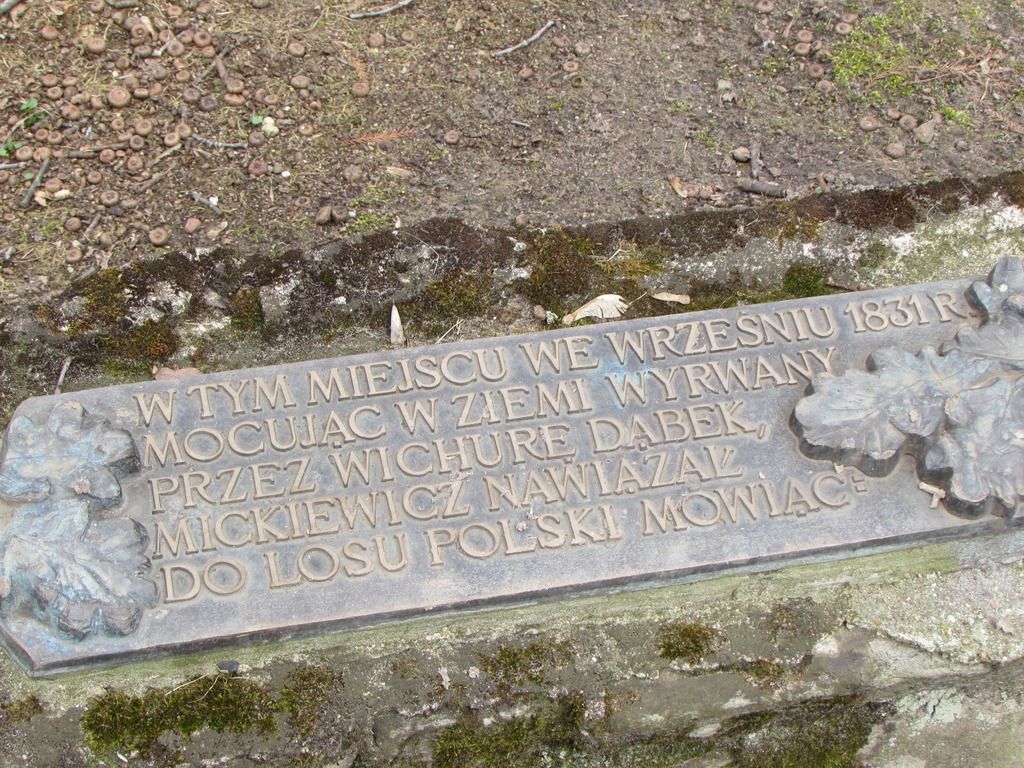 W TYM MIEJSCU WE WRZEŚNIU 1831 R.
MOCUJĄC W ZIEMI WYRWANY
PRZEZ WICHURĘ DĄBEK,
MICKIEWICZ NAWIĄZAŁ
DO LOSU POLSKI MÓWIĄC: